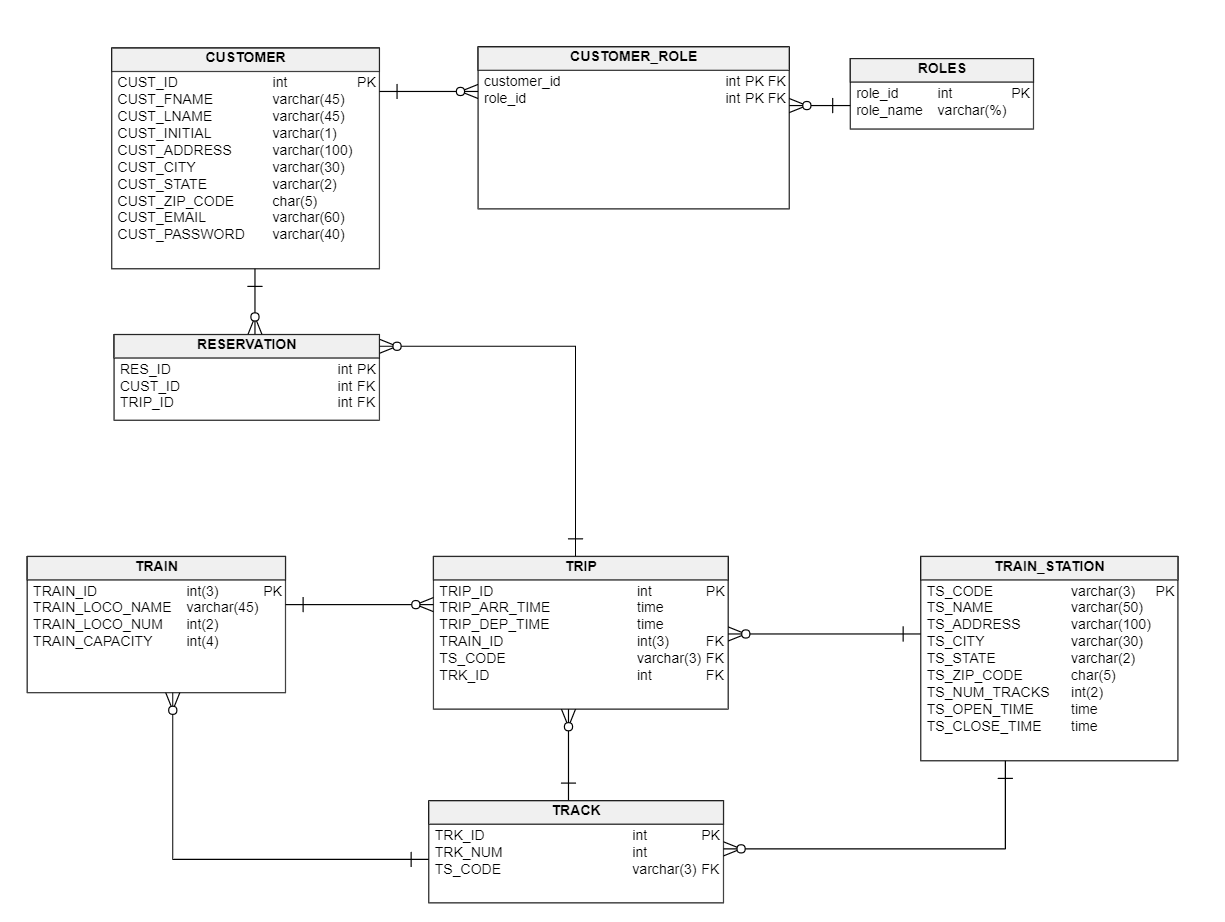 CUSTOMER
CUST_ID int PK
CUST_FNAME varchar(45)
CUST_LNAME varchar(45)
CUST_INITIAL varchar(1)
CUST_ADDRESS varchar(100)
CUST_CITY varchar(30)
CUST_STATE varchar(2)
CUST_ZIP_CODE char(5)
CUST_EMAIL varchar(60)
CUST_PASSWORD varchar(40)
CUSTOMER_ROLE
customer_id int PK FK
role_id int PK FK
ROLES
role_id int PK
role_name varchar(%)
RESERVATION
RES_ID int PK
CUST_ID int FK
TRIP_ID int FK
TRAIN
TRAIN_ID int(3) PK
TRAIN_LOCO_NAME varchar(45)
TRAIN_LOCO_NUM int(2)
TRAIN_CAPACITY int(4)
TRIP
TRIP_ID int PK
TRIP_ARR_TIME time
TRIP_DEP_TIME time
TRAIN_ID int(3) FK
TS_CODE varchar(3) FK
TRK_ID int FK
TRAIN_STATION
TS_CODE varchar(3) PK
TS_NAME varchar(50)
TS_ADDRESS varchar(100)
TS_CITY varchar(30)
TS_STATE varchar(2)
TS_ZIP_CODE char(5)
TS_NUM_TRACKS int(2)
TS_OPEN_TIME time
TS_CLOSE_TIME time
TRACK
TRK_ID int PK
TRK_NUM int
TS_CODE varchar(3) FK